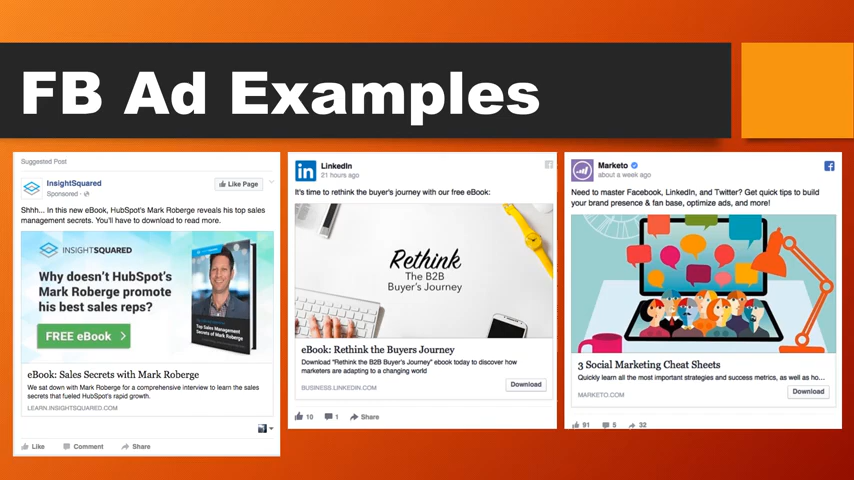 FB Ad Examples
Suggested Post
InsightSquared
Sponsored ·
Like Page
Shhh... In this new eBook, HubSpot's Mark Roberge reveals his top sales
management secrets. You'll have to download to read more.
INSIGHTSQUARED
Why doesn't HubSpot's
Mark Roberge promote
his best sales reps?
FREE eBook
Top Sales Management
Secrets of Mark Roberge
eBook: Sales Secrets with Mark Roberge
We sat down with Mark Roberge for a comprehensive interview to learn the sales
secrets that fueled HubSpot's rapid growth.
LEARN.INSIGHTSQUARED.COM
Like Comment Share
in
LinkedIn
21 hours ago
It's time to rethink the buyer's journey with our free eBook:
Rethink
The B2B
Buyer's Journey
eBook: Rethink the Buyers Journey
Download "Rethink the B2B Buyer's Journey" ebook today to discover how
marketers are adapting to a changing world
BUSINESS.LINKEDIN.COM
Download
10 1 Share
Marketo
about a week ago
Need to master Facebook, LinkedIn, and Twitter? Get quick tips to build
your brand presence & fan base, optimize ads, and more!
3 Social Marketing Cheat Sheets
Quickly learn all the most important strategies and success metrics, as well as ho...
MARKETO.COM
Download
91 5 32